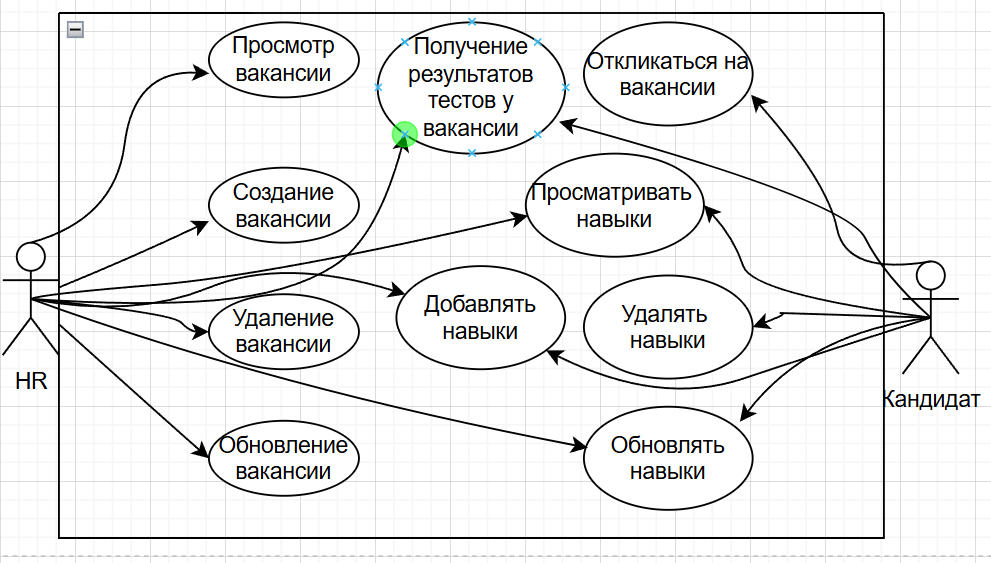 Просмотр
вакансии
Получение
результатов
тестов у
вакансии
Откликаться на
вакансии
Создание
вакансии
Просматривать
навыки
Удаление
вакансии
Добавлять
навыки
Удалять
навыки
HR
Кандидат
Обновление
вакансии
Обновлять
навыки